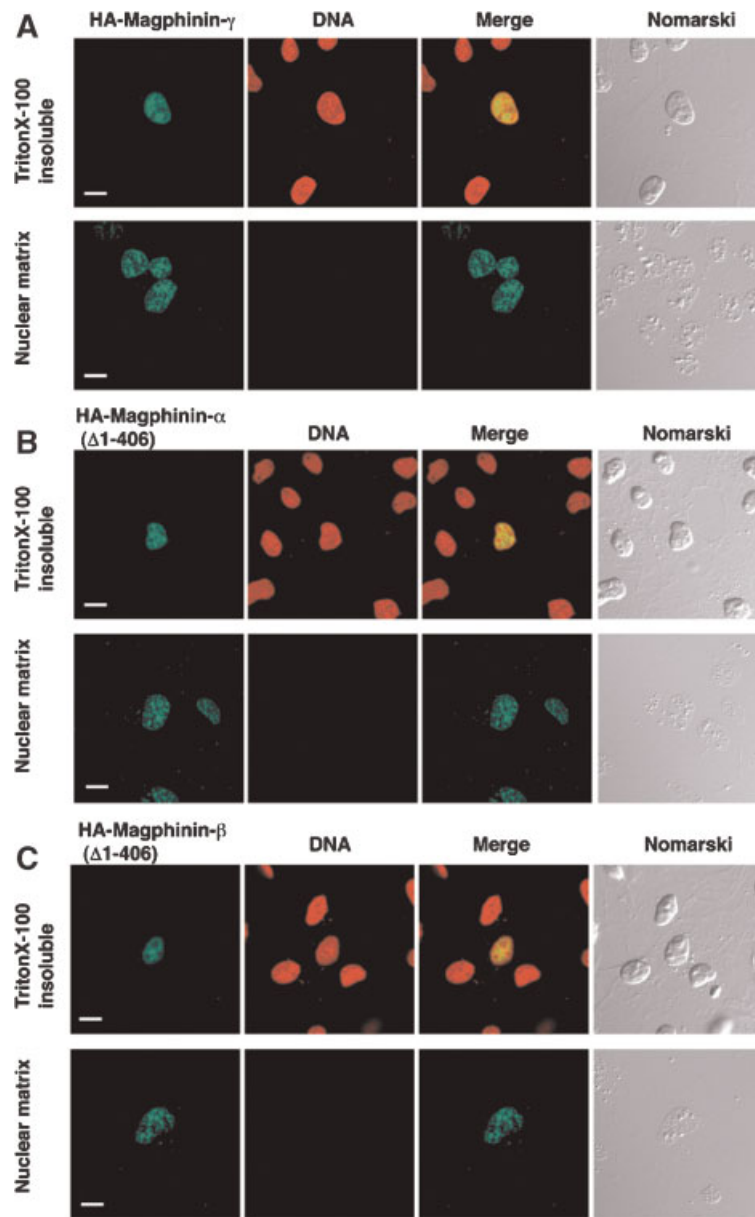 A
HA-Magphinin-γ
DNA
Merge
Nomarski
TritonX-100
insoluble
Nuclear matrix
B
HA-Magphinin-α
(Δ1-406)
DNA
Merge
Nomarski
TritonX-100
insoluble
Nuclear matrix
C
HA-Magphinin-β
(Δ1-406)
DNA
Merge
Nomarski
TritonX-100
insoluble
Nuclear matrix